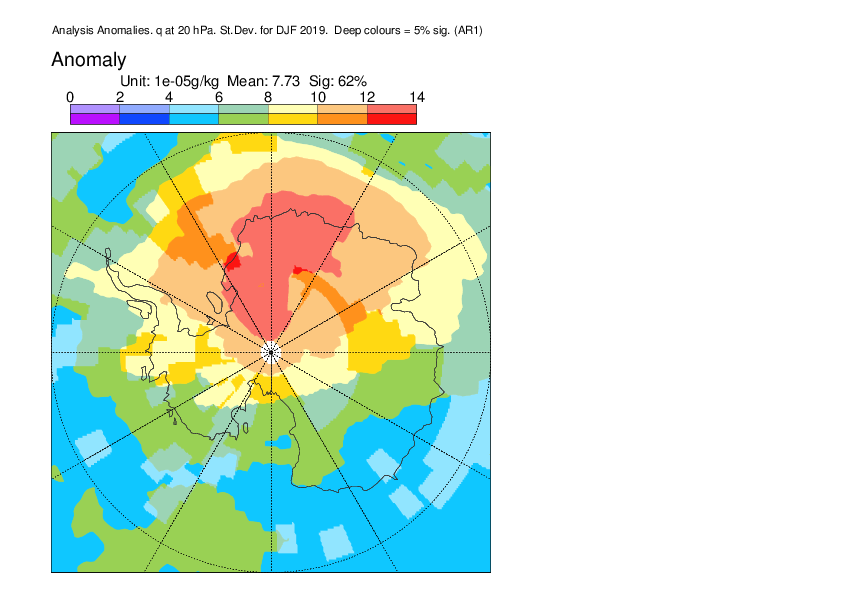 Analysis Anomalies. q at 20 hPa. St.Dev. for DJF 2019.  Deep colours = 5% sig. (AR1)
Anomaly
Unit: 1e-05g/kg  Mean: 7.73  Sig: 62%
0 2 4 6 8 10 12 14